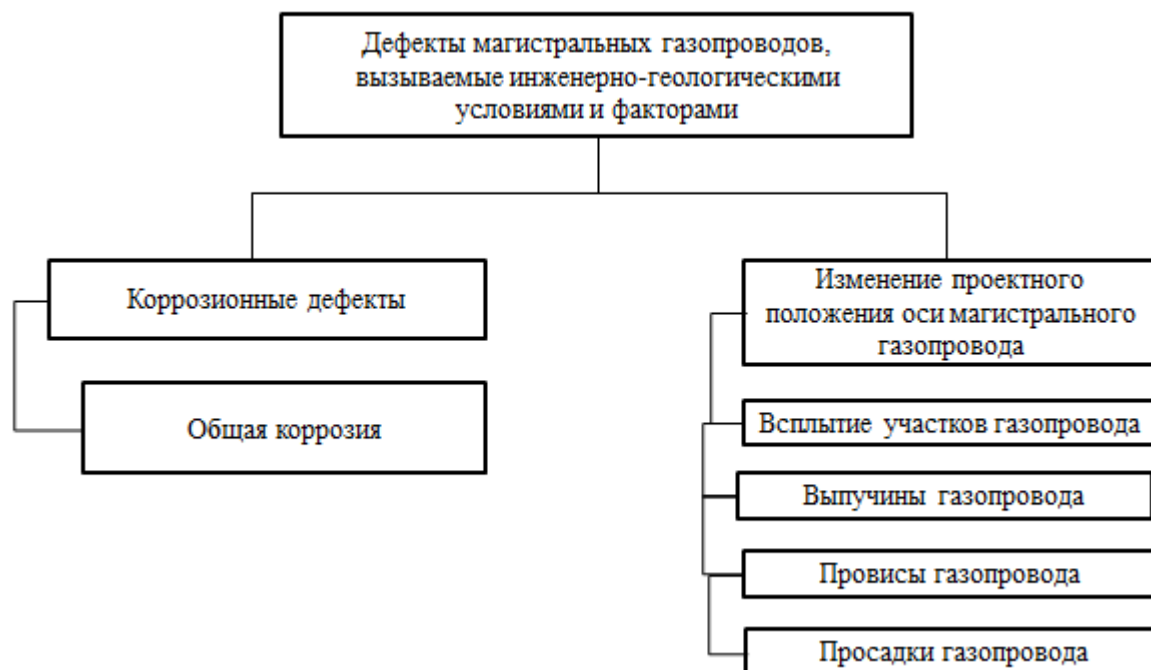 Дефекты магистральных газопроводов,
вызываемые инженерно-геологическими
условиями и факторами
Коррозионные дефекты
Общая коррозия
Изменение проектного
положения оси магистрального
газопровода
Всплытие участков газопровода
Выпучины газопровода
Провисы газопровода
Просадки газопровода